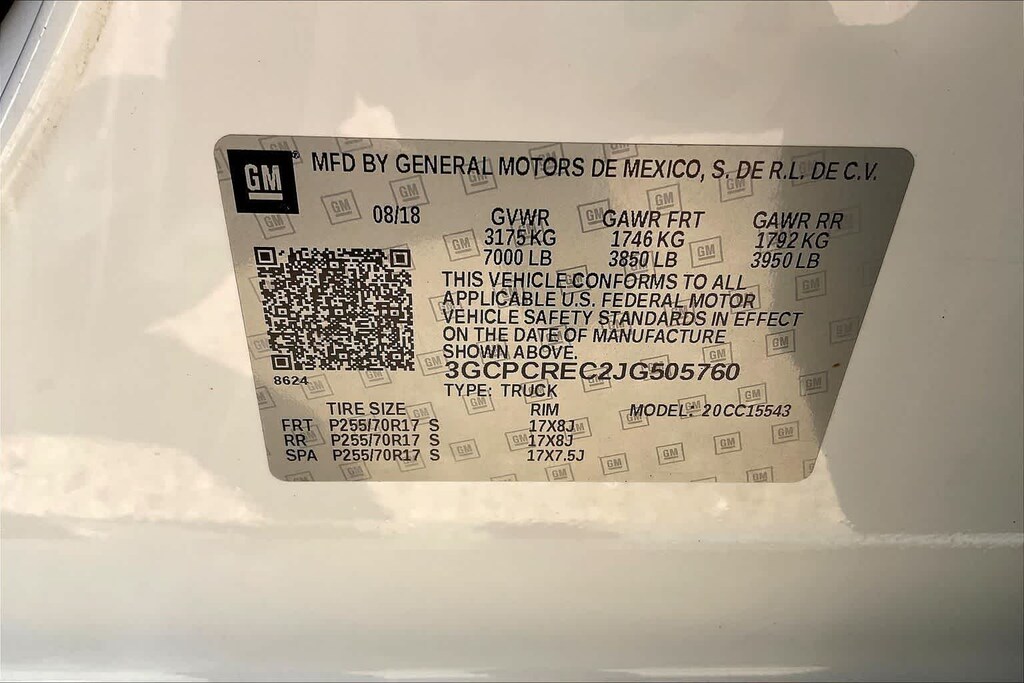 GM ® MFD BY GENERAL MOTORS DE MEXICO, S. DE R.L. DE C.V.
08/18 GVWR GAWR FRT GAWR RR
3175 KG 1746 KG 1792 KG
7000 LB 3850 LB 3950 LB
THIS VEHICLE CONFORMS TO ALL
APPLICABLE U.S. FEDERAL MOTOR
VEHICLE SAFETY STANDARDS IN EFFECT
ON THE DATE OF MANUFACTURE
SHOWN ABOVE.
3GCPCREC2JG505760
8624
TYPE: TRUCK
TIRE SIZE RIM MODEL: 20CC15543
FRT P255/70R17 S 17X8J
RR P255/70R17 S 17X8J
SPA P255/70R17 S 17X7.5J